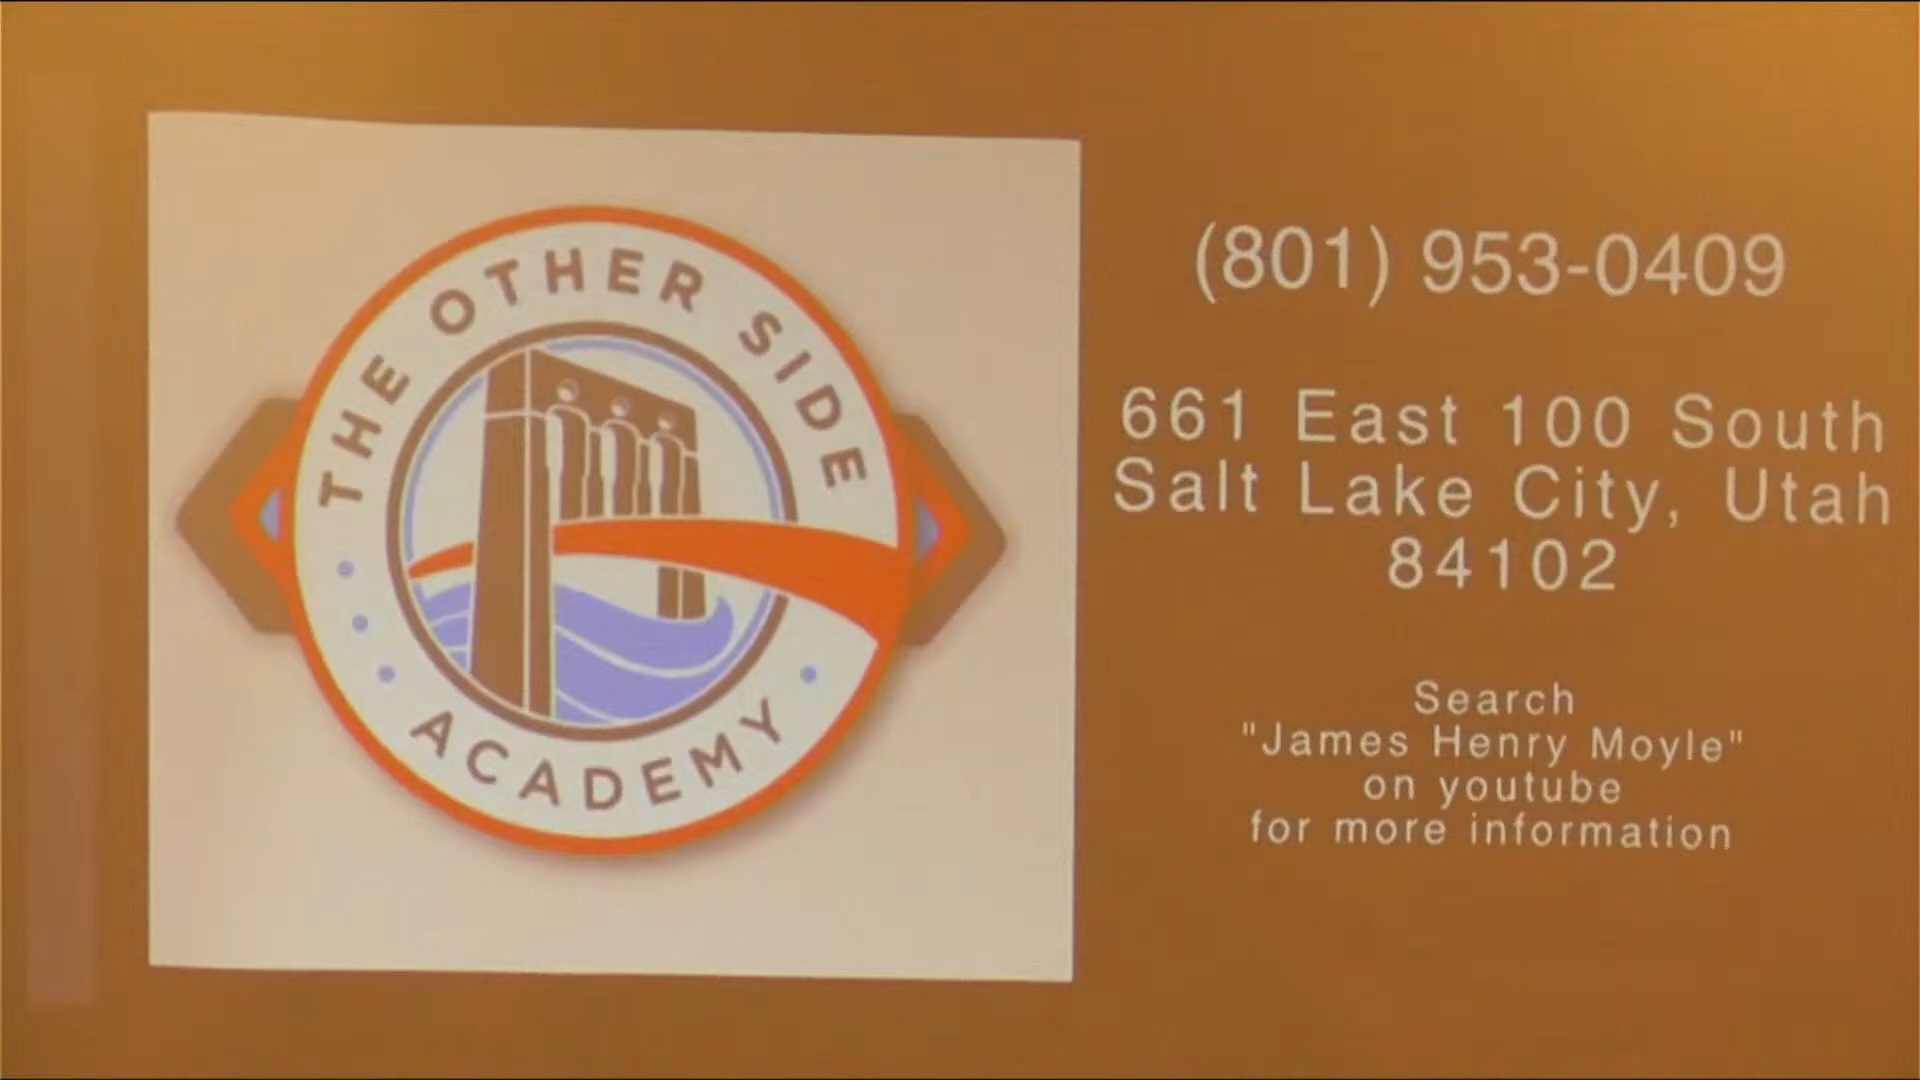 THE OTHER SIDE
ACADEMY
(801) 953-0409
661 East 100 South
Salt Lake City, Utah
84102
Search
"James Henry Moyle"
on youtube
for more information